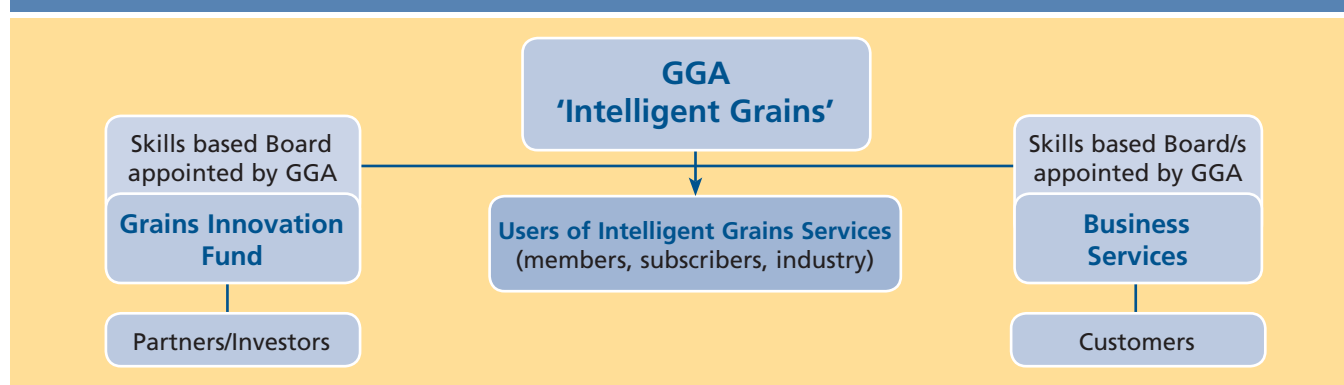 GGA
‘Intelligent Grains’
Skills based Board
appointed by GGA
Grains Innovation
Fund
Partners/Investors
Users of Intelligent Grains Services
(members, subscribers, industry)
Skills based Board/s
appointed by GGA
Business
Services
Customers